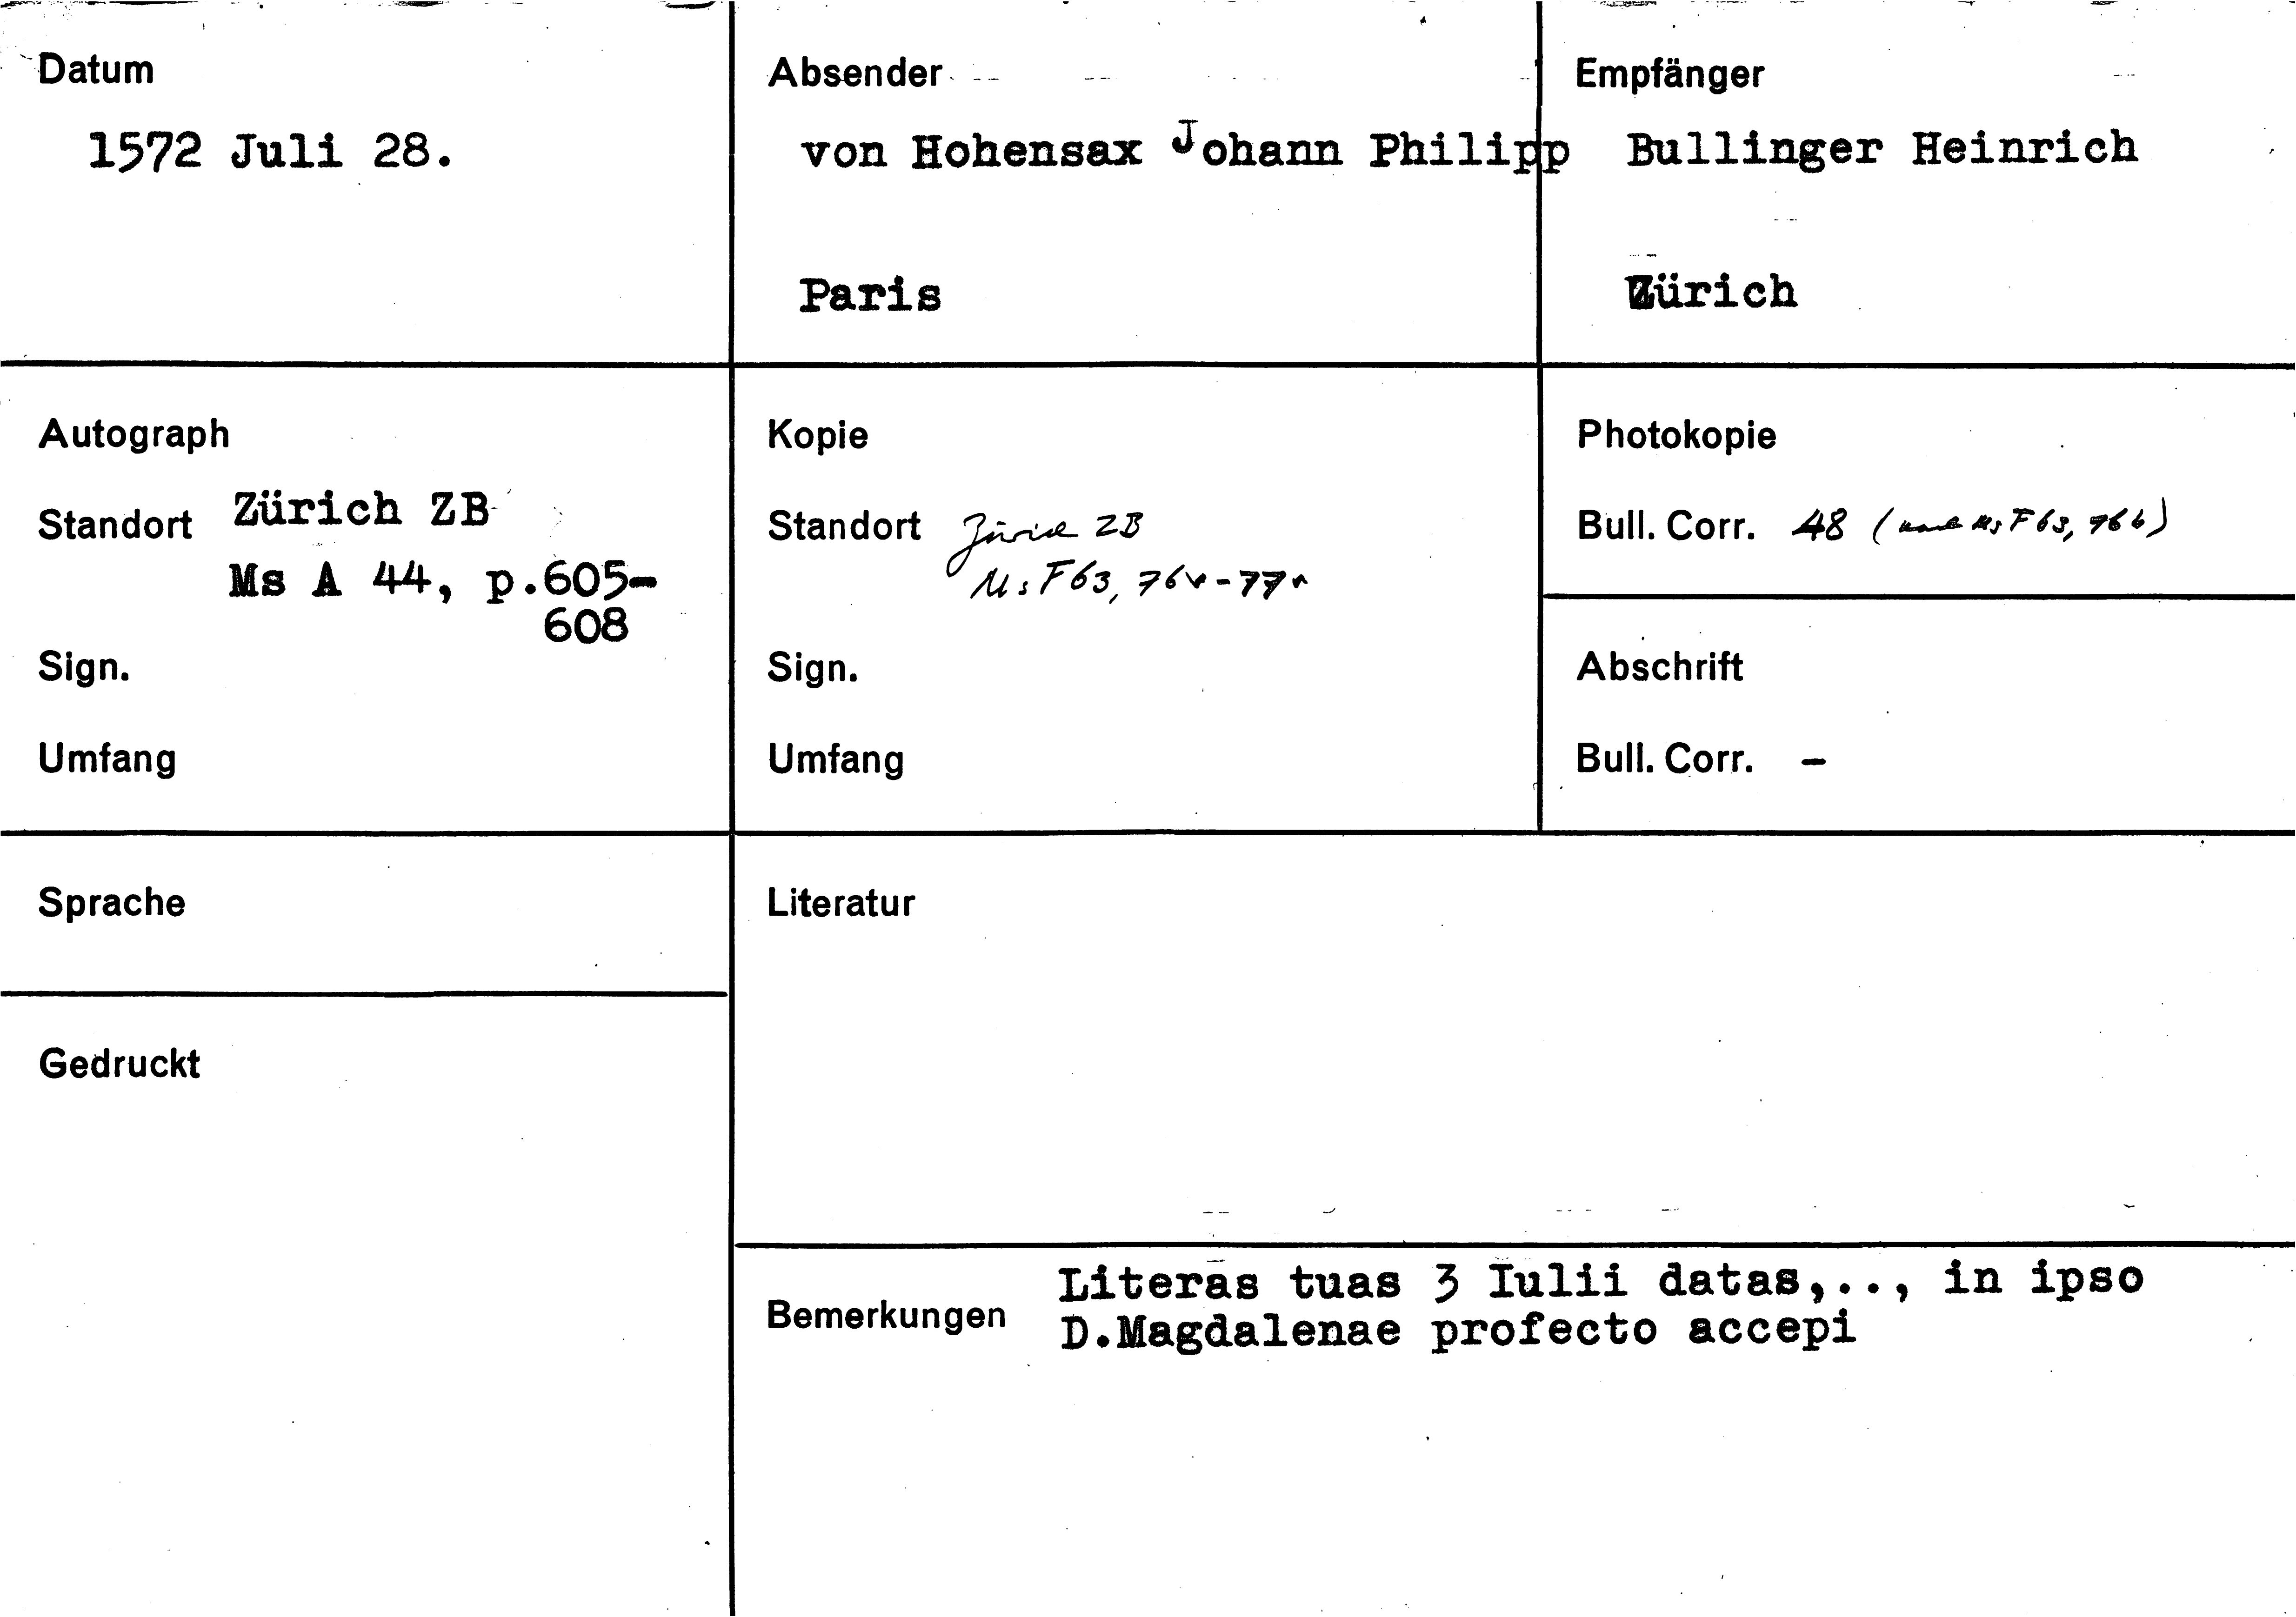 Datum
1572 Juli 28.
Absender
von Hohensax Johann Philipp
Paris
Empfänger
Bullinger Heinrich
Zürich
Autograph
Standort Zürich ZB
Ms A 44, p.605-
608
Sign.
Umfang
Kopie
Standort Zürich ZB
Ms F 63, 76v-77r
Sign.
Umfang
Photokopie
Bull. Corr. 48 ( Ms F 63, 76 )
Abschrift
Bull. Corr. -
Sprache
Literatur
Gedruckt
Bemerkungen
Literas tuas 3 Iulii datas,.., in ipso
D.Magdalenae profecto accepi